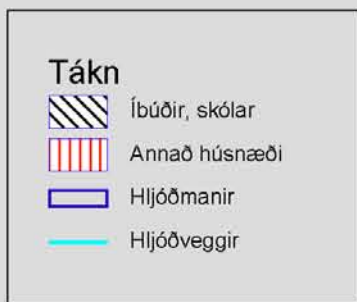 Tákn
Íbúðir, skólar
Annað húsnæði
Hljóðmanir
Hljóðveggir